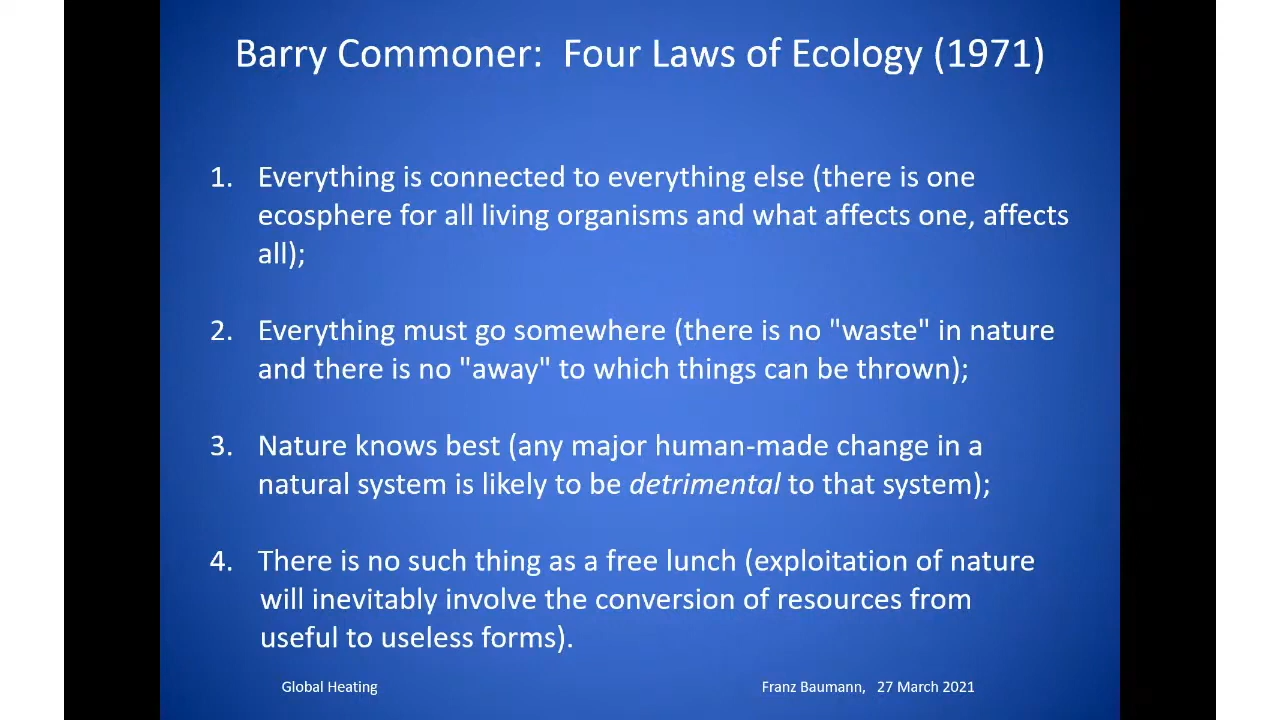 Barry Commoner:  Four Laws of Ecology (1971)
1. Everything is connected to everything else (there is one
ecosphere for all living organisms and what affects one, affects
all);
2. Everything must go somewhere (there is no "waste" in nature
and there is no "away" to which things can be thrown);
3. Nature knows best (any major human-made change in a
natural system is likely to be detrimental to that system);
4. There is no such thing as a free lunch (exploitation of nature
will inevitably involve the conversion of resources from
useful to useless forms).
Global Heating
Franz Baumann,  27 March 2021